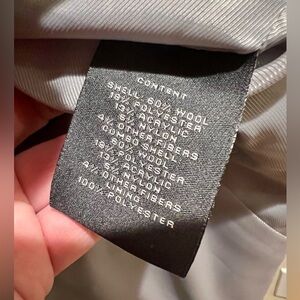 CONTENT
SHELL 60% WOOL
18% POLYESTER
13% ACRYLIC
5% NYLON
4% OTHER FIBERS
COMBO SHELL
60% WOOL
18% POLYESTER
13% ACRYLIC
5% NYLON
4% OTHER FIBERS
LINING
100% POLYESTER